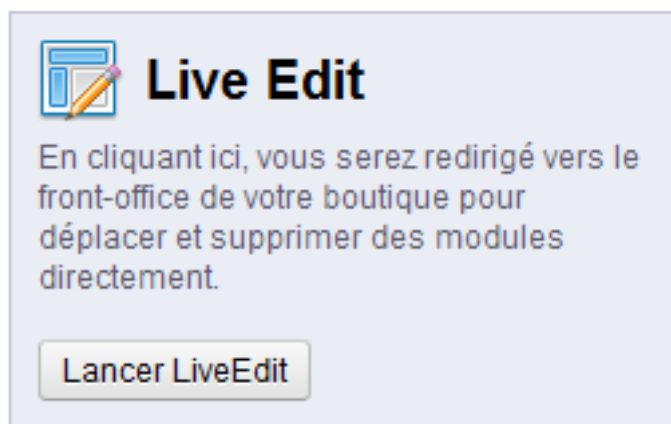 Live Edit
En cliquant ici, vous serez redirigé vers le
front-office de votre boutique pour
déplacer et supprimer des modules
directement.
Lancer LiveEdit